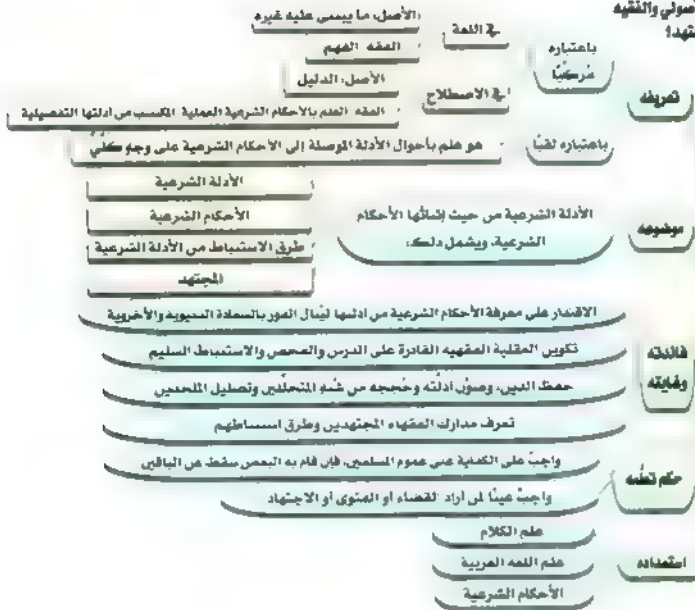 صولي والفقيه
تعريفه
باعتباره
مُركبًا
في اللغة
الأصل، ما يبنى عليه غيره
الفقه الفهم
في الاصطلاح
الأصل، الدليل
الفقه العلم بالأحكام الشرعية العملية المكتسب من أدلتها التفصيلية
باعتباره لقبًا
هو علم بأحوال الأدلة الموصلة إلى الأحكام الشرعية على وجه كلي
موضوعه
الأدلة الشرعية من حيث إثباتها الأحكام
الشرعية، ويشمل ذلك:
الأدلة الشرعية
الأحكام الشرعية
طرق الاستنباط من الأدلة الشرعية
المجتهد
فائدته
وغايته
الاقتدار على معرفة الأحكام الشرعية من أدلتها لنيل الفوز بالسعادة الدنيوية والأخروية
تكوين العقلية الفقهية القادرة على الدرس والفحص والاستنباط السليم
حفظ الدين، وصون أدلته وحججه من شبه المتحللين وتضليل الملحدين
تعرف مدارك الفقهاء المجتهدين وطرق استنباطهم
حكم تعلمه
واجبٌ على الكفاية على عموم المسلمين، فإن قام به البعض سقط عن الباقين
واجبٌ عينًا لمن أراد القضاء أو الفتوى أو الاجتهاد
استمداده
علم الكلام
علم اللغة العربية
الأحكام الشرعية